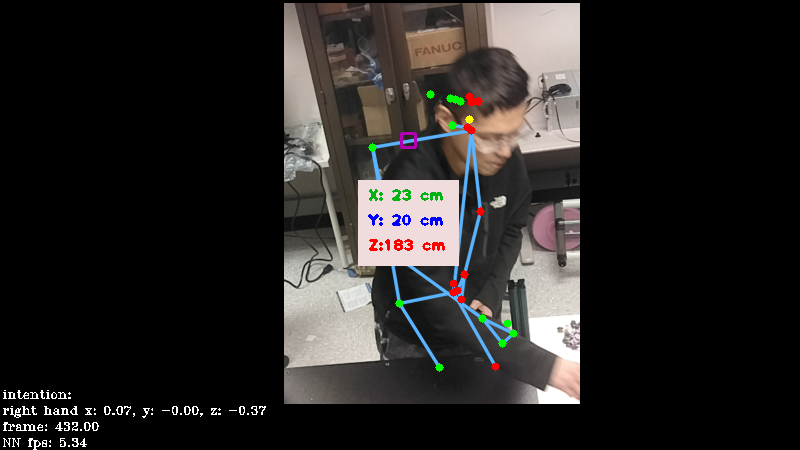 FANUC
X: 23 cm
Y: 20 cm
Z:183 cm
intention:
right hand x: 0.07, y: −0.00, z: −0.37
frame: 432.00
NN fps: 5.34